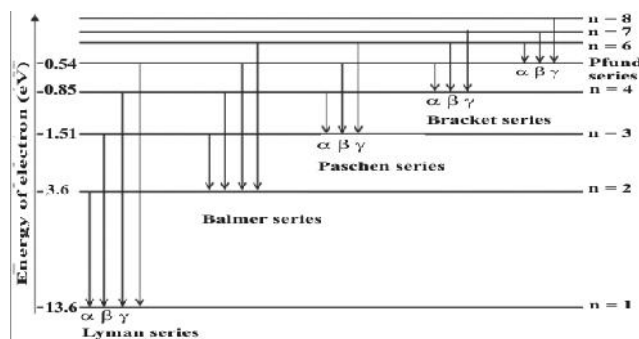 Energy of electron (eV)
n-8
n-7
n=6
-0.54 α β γ Pfund
series
-0.85 n=4
α β γ
Bracket series
-1.51 α β γ n-3
Paschen series
-3.6 n=2
Balmer series
-13.6 n=1
α β γ
Lyman series